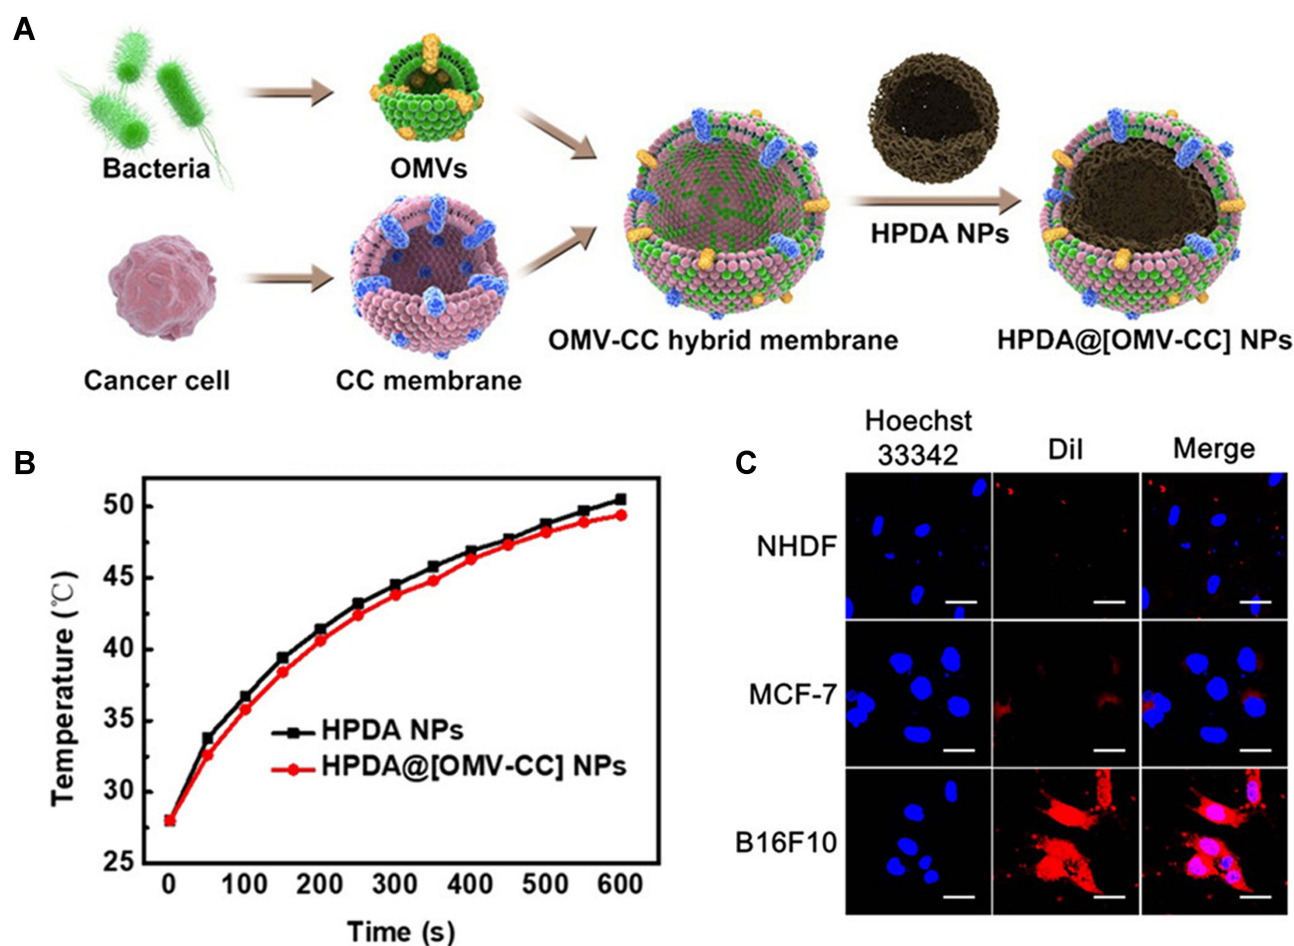 A
Bacteria
OMVs
Cancer cell
CC membrane
OMV-CC hybrid membrane
HPDA NPs
HPDA@[OMV-CC] NPs
B
Temperature (℃)
50
45
40
35
30
25
0 100 200 300 400 500 600
Time (s)
HPDA NPs
HPDA@[OMV-CC] NPs
C
Hoechst
33342
DiI
Merge
NHDF
MCF-7
B16F10